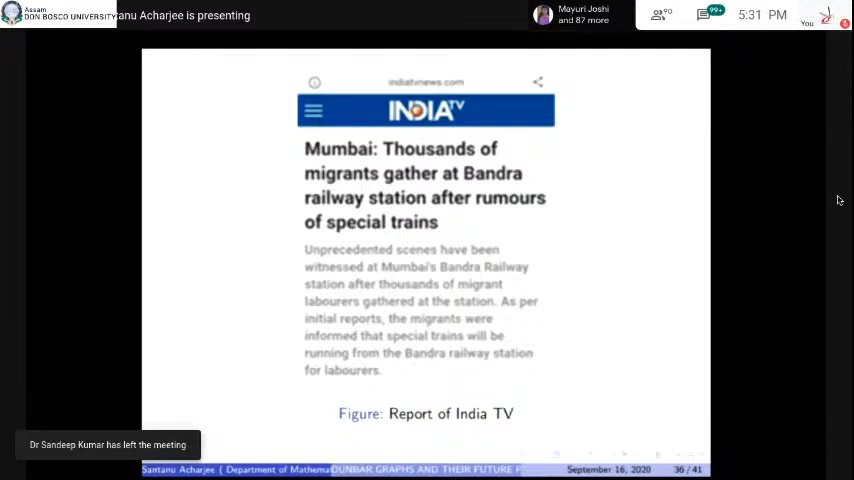 Assam
DON BOSCO UNIVERSITY
tanu Acharjee is presenting
Mayuri Joshi
and 87 more
90
99+
5:31 PM
You
indiatvnews.com
INDIA TV
Mumbai: Thousands of
migrants gather at Bandra
railway station after rumours
of special trains
Unprecedented scenes have been
witnessed at Mumbai's Bandra Railway
station after thousands of migrant
labourers gathered at the station. As per
initial reports, the migrants were
informed that special trains will be
running from the Bandra railway station
for labourers.
Figure: Report of India TV
Dr Sandeep Kumar has left the meeting
Santanu Acharjee ( Department of Mathema
DUNBAR GRAPHS AND THEIR FUTURE P
September 16, 2020
36 / 41